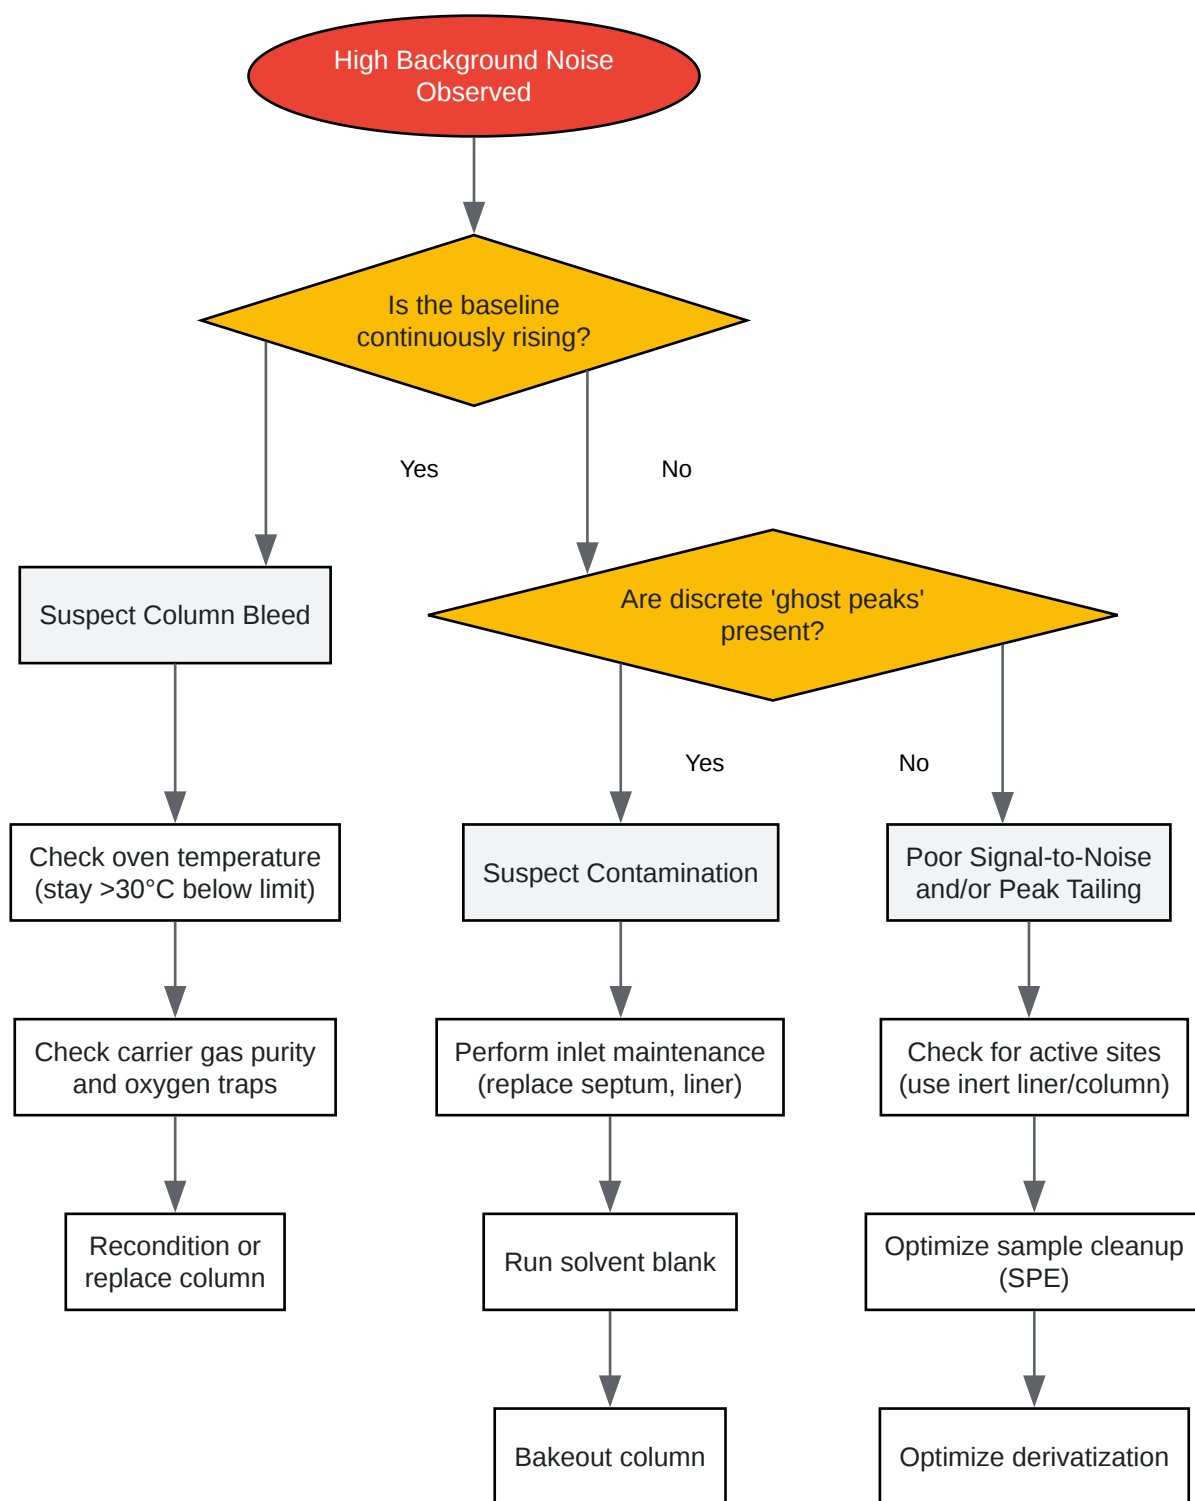 High Background Noise
Observed
Is the baseline
continuously rising?
Yes
No
Suspect Column Bleed
Are discrete 'ghost peaks'
present?
Yes
No
Check oven temperature
(stay >30°C below limit)
Suspect Contamination
Poor Signal-to-Noise
and/or Peak Tailing
Check carrier gas purity
and oxygen traps
Perform inlet maintenance
(replace septum, liner)
Check for active sites
(use inert liner/column)
Recondition or
replace column
Run solvent blank
Optimize sample cleanup
(SPE)
Bakeout column
Optimize derivatization